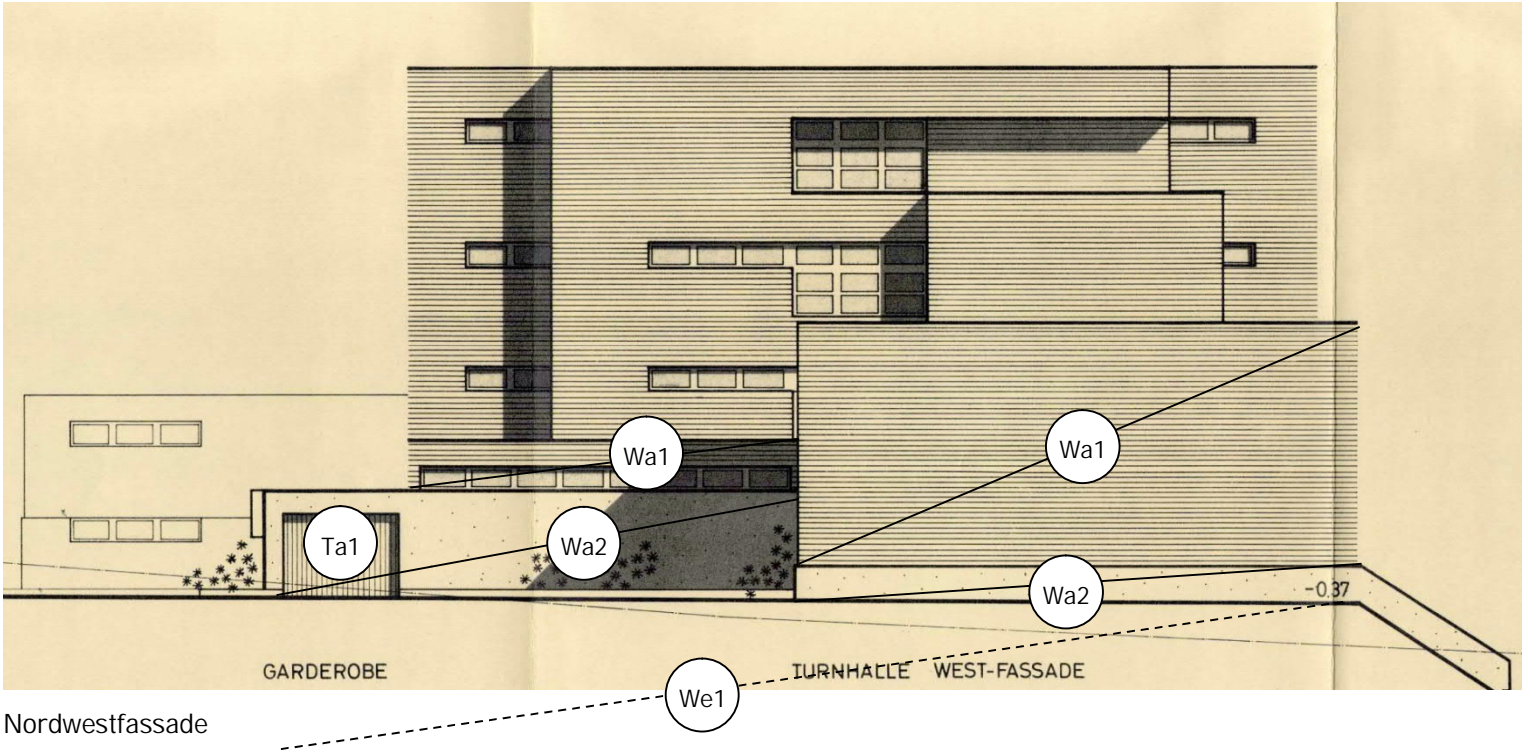 Wa1
Wa1
Ta1
Wa2
Wa2
-0.37
GARDEROBE
TURNHALLE WEST-FASSADE
We1
Nordwestfassade